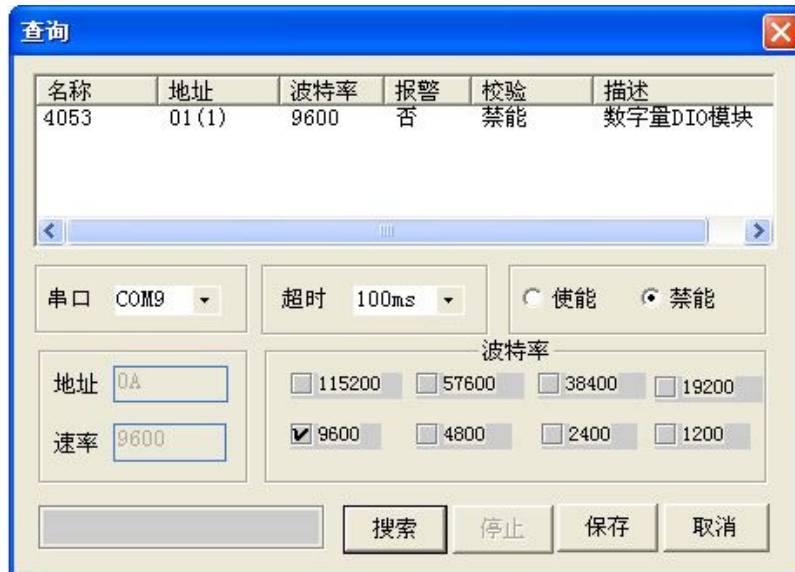 查询
名称 地址 波特率 报警 校验 描述
4053 01(1) 9600 否 禁能 数字量DIO模块
串口 COM9 超时 100ms 使能 禁能
波特率
地址 0A 115200 57600 38400 19200
速率 9600 9600 4800 2400 1200
搜索 停止 保存 取消